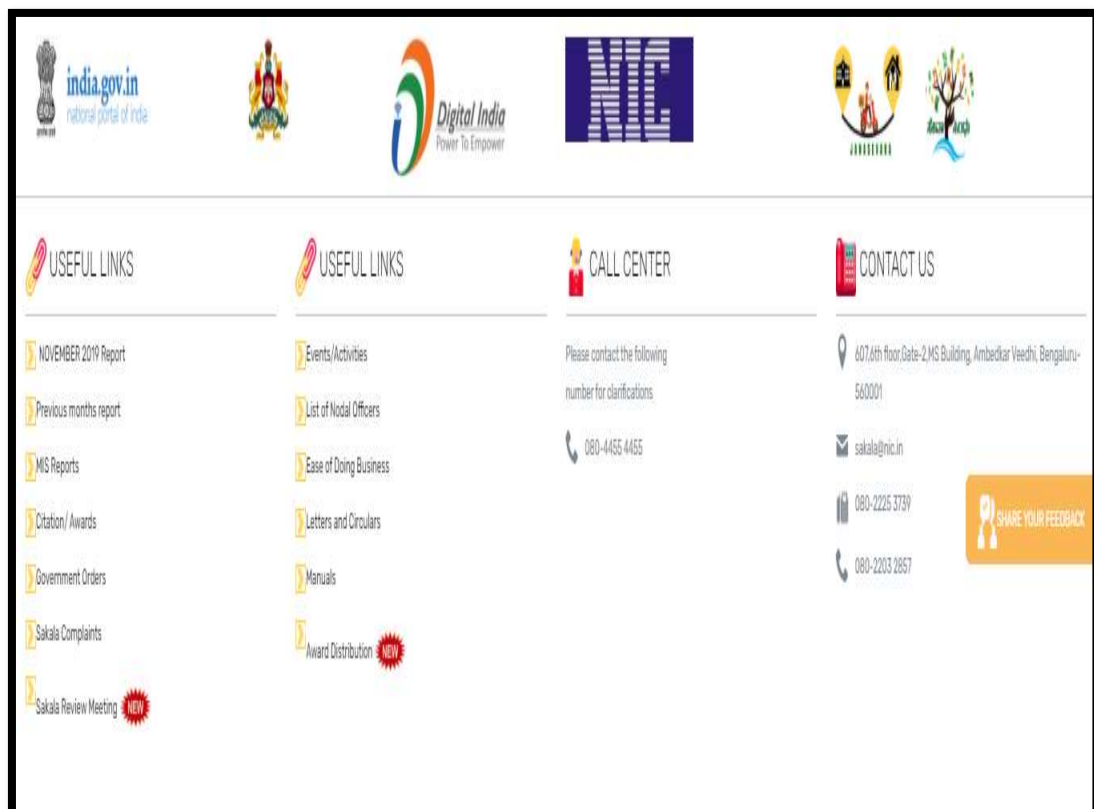 india.gov.in
national portal of india
Digital India
Power To Empower
NIC
JANASEVAKA
USEFUL LINKS
NOVEMBER 2019 Report
Previous months report
MIS Reports
Citation/ Awards
Government Orders
Sakala Complaints
Sakala Review Meeting NEW
USEFUL LINKS
Events/Activities
List of Nodal Officers
Ease of Doing Business
Letters and Circulars
Manuals
Award Distribution NEW
CALL CENTER
Please contact the following
number for clarifications
080-4455 4455
CONTACT US
607,6th floor,Gate-2,MS Building, Ambedkar Veedhi, Bengaluru-
560001
sakala@nic.in
080-2225 3739
080-2203 2857
SHARE YOUR FEEDBACK